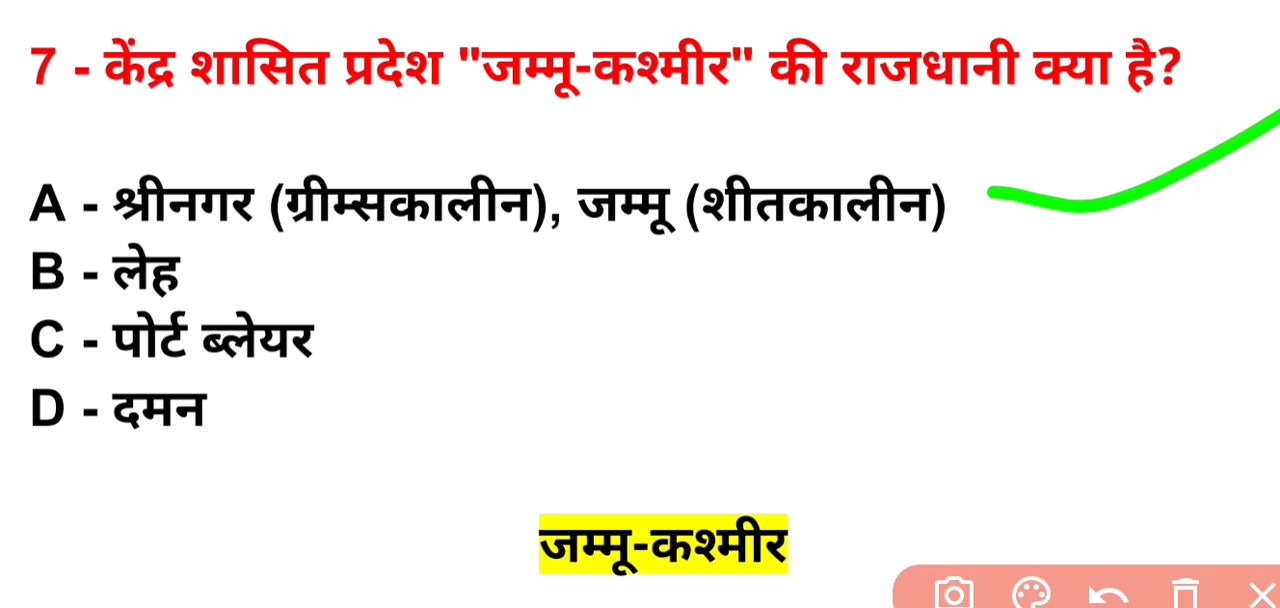 7 - केंद्र शासित प्रदेश "जम्मू-कश्मीर" की राजधानी क्या है?
A - श्रीनगर (ग्रीम्सकालीन), जम्मू (शीतकालीन)
B - लेह
C - पोर्ट ब्लेयर
D - दमन
जम्मू-कश्मीर